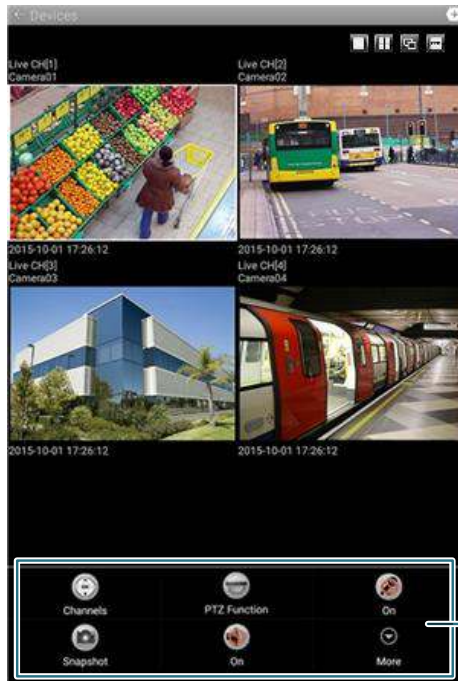 Devices
Live CH[1]
Camera01
Live CH[2]
Camera02
2015-10-01 17:26:12
2015-10-01 17:26:12
Live CH[3]
Camera03
Live CH[4]
Camera04
2015-10-01 17:26:12
2015-10-01 17:26:12
Channels
PTZ Function
On
Snapshot
On
More